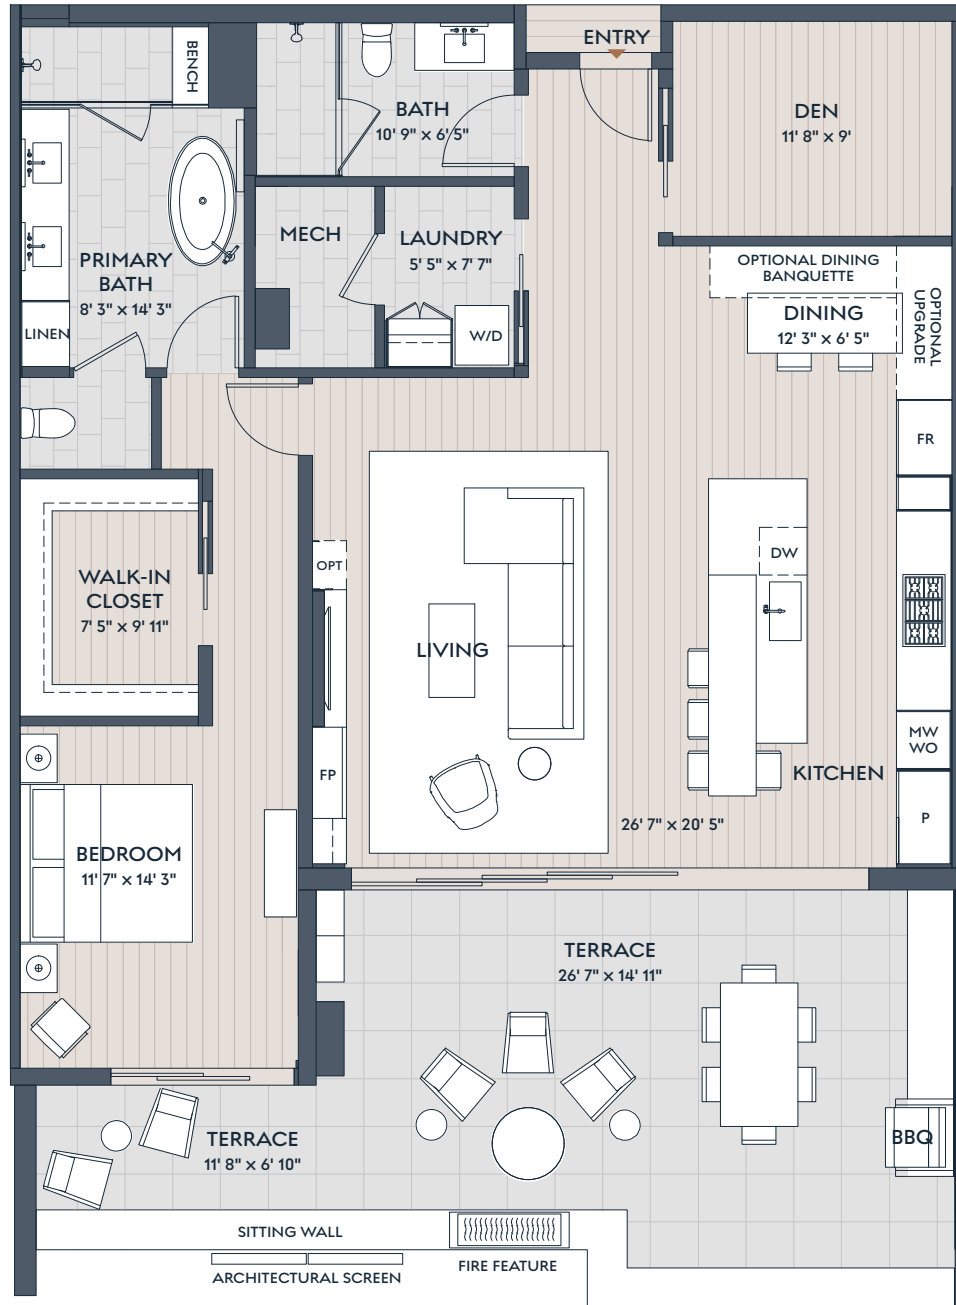 ENTRY
BENCH
BATH
10' 9" x 6' 5"
DEN
11' 8" x 9'
MECH
LAUNDRY
5' 5" x 7' 7"
PRIMARY
BATH
8' 3" x 14' 3"
OPTIONAL DINING
BANQUETTE
DINING
12' 3" x 6' 5"
OPTIONAL
UPGRADE
LINEN
W/D
FR
DW
OPT
WALK-IN
CLOSET
7' 5" x 9' 11"
LIVING
MW
WO
FP
KITCHEN
P
26' 7" x 20' 5"
BEDROOM
11' 7" x 14' 3"
TERRACE
26' 7" x 14' 11"
BBQ
TERRACE
11' 8" x 6' 10"
SITTING WALL
FIRE FEATURE
ARCHITECTURAL SCREEN